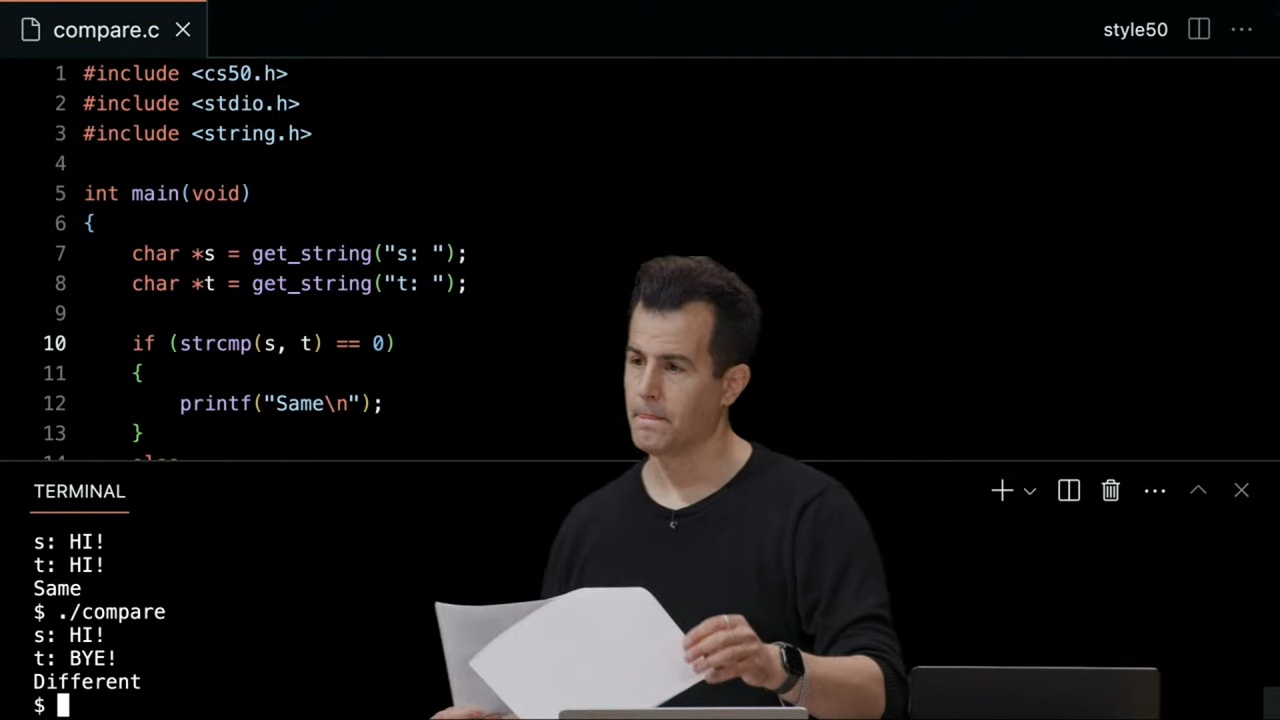 compare.c
style50
1 #include <cs50.h>
2 #include <stdio.h>
3 #include <string.h>
4
5 int main(void)
6 {
7     char *s = get_string("s: ");
8     char *t = get_string("t: ");
9
10     if (strcmp(s, t) == 0)
11     {
12         printf("Same\n");
13     }
14     else
TERMINAL
s: HI!
t: HI!
Same
$ ./compare
s: HI!
t: BYE!
Different
$